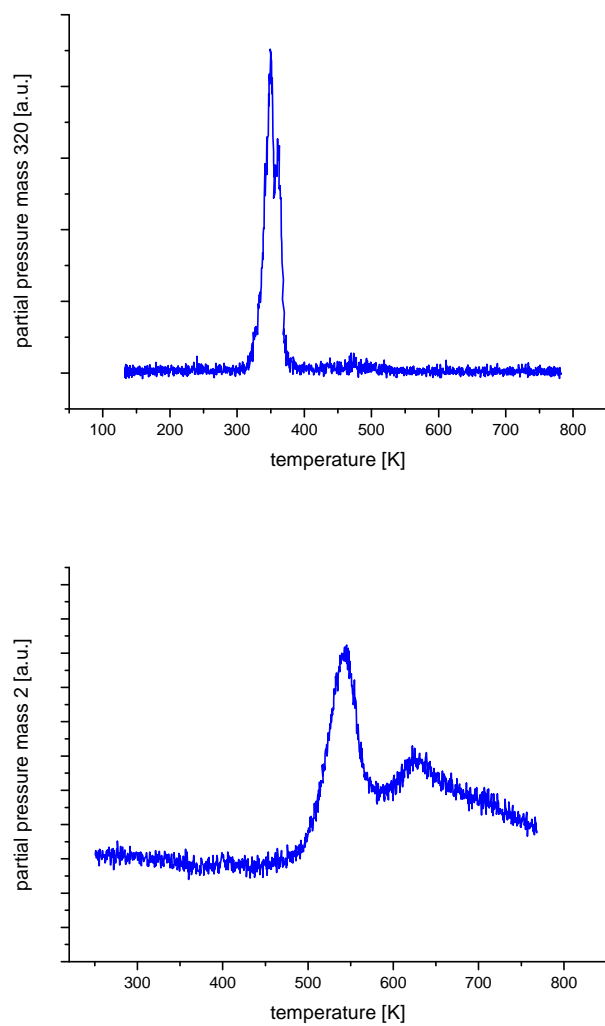 partial pressure mass 320 [a.u.]
100 200 300 400 500 600 700 800
temperature [K]
partial pressure mass 2 [a.u.]
300 400 500 600 700 800
temperature [K]